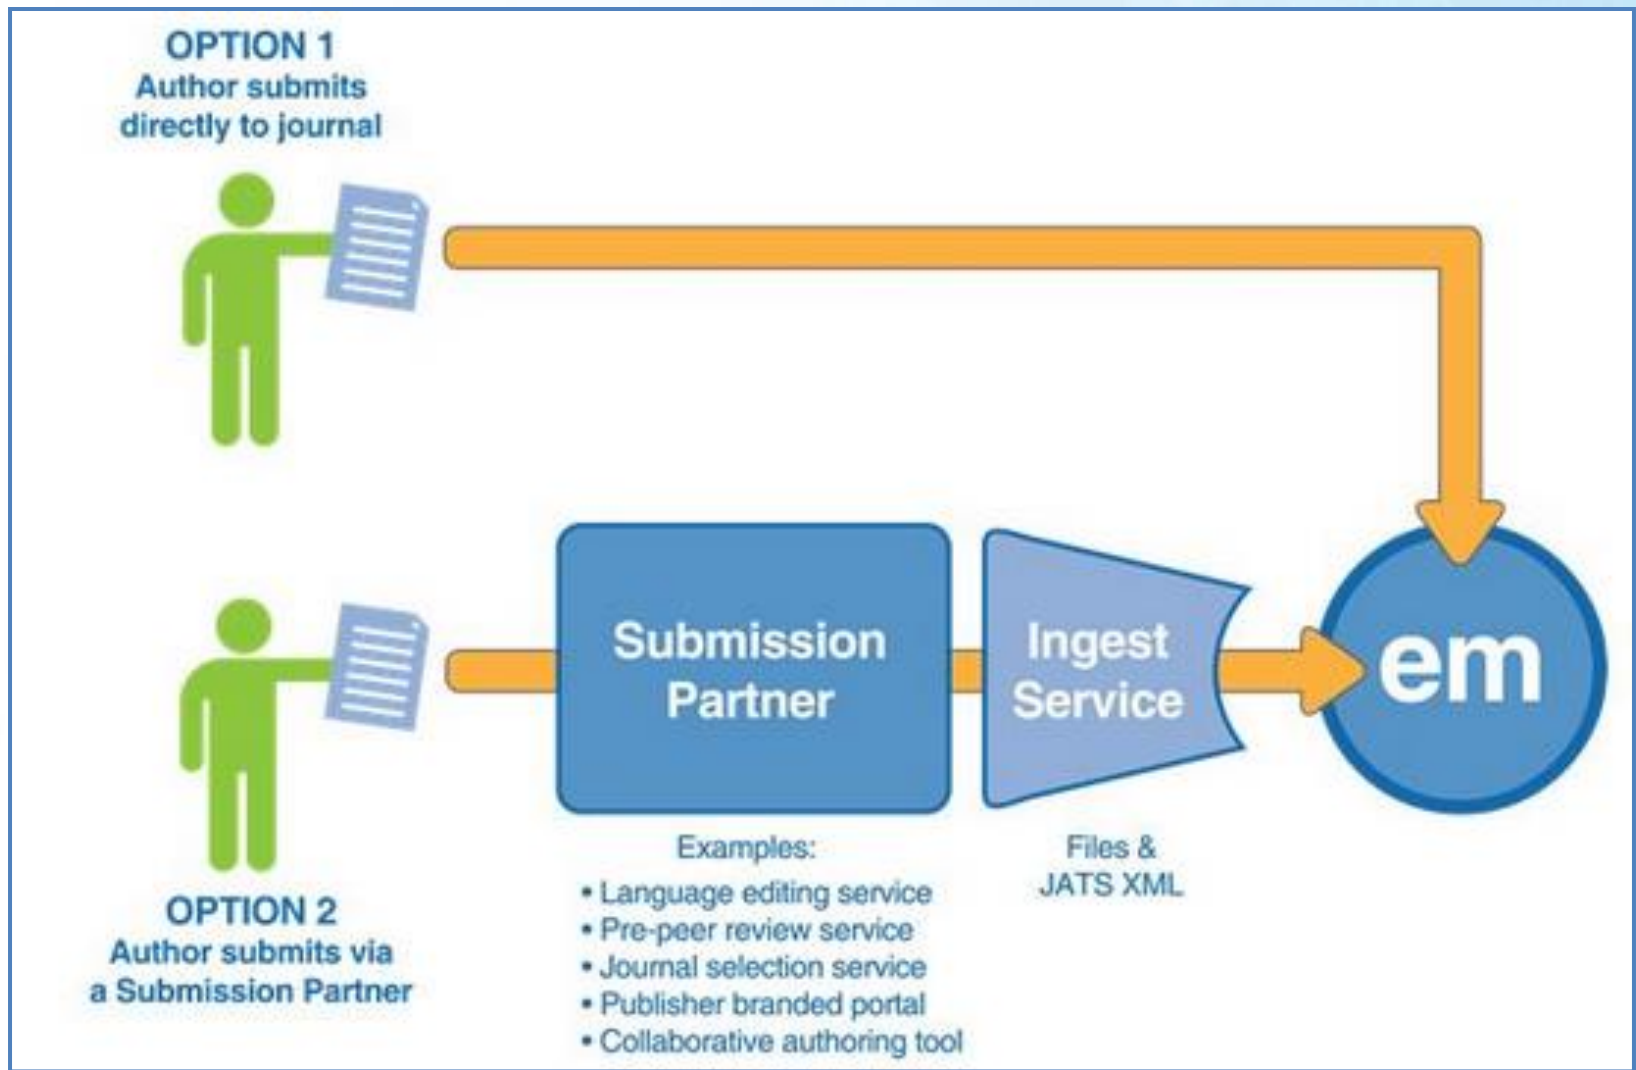 OPTION 1
Author submits
directly to journal
Submission
Partner
Ingest
Service
em
Examples:
• Language editing service
• Pre-peer review service
• Journal selection service
• Publisher branded portal
• Collaborative authoring tool
Files &
JATS XML
OPTION 2
Author submits via
a Submission Partner